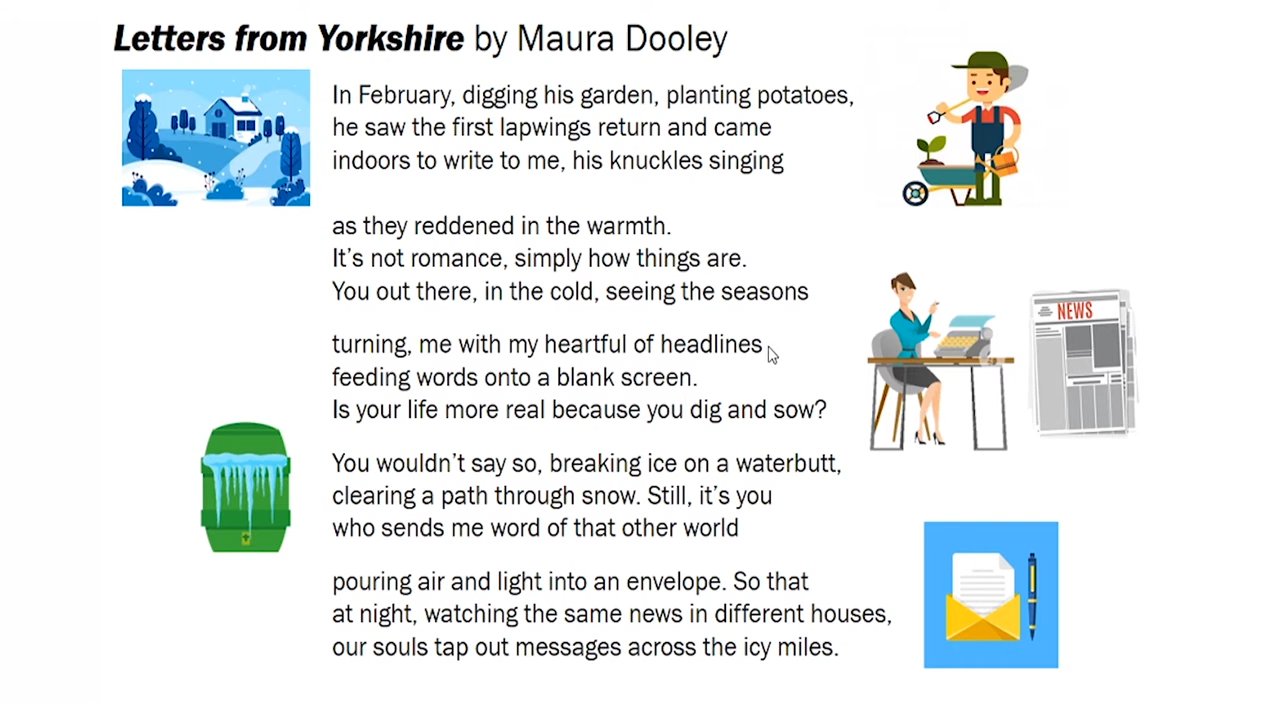 Letters from Yorkshire by Maura Dooley
In February, digging his garden, planting potatoes,
he saw the first lapwings return and came
indoors to write to me, his knuckles singing
as they reddened in the warmth.
It's not romance, simply how things are.
You out there, in the cold, seeing the seasons
turning, me with my heartful of headlines
feeding words onto a blank screen.
Is your life more real because you dig and sow?
You wouldn't say so, breaking ice on a waterbutt,
clearing a path through snow. Still, it's you
who sends me word of that other world
pouring air and light into an envelope. So that
at night, watching the same news in different houses,
our souls tap out messages across the icy miles.
NEWS